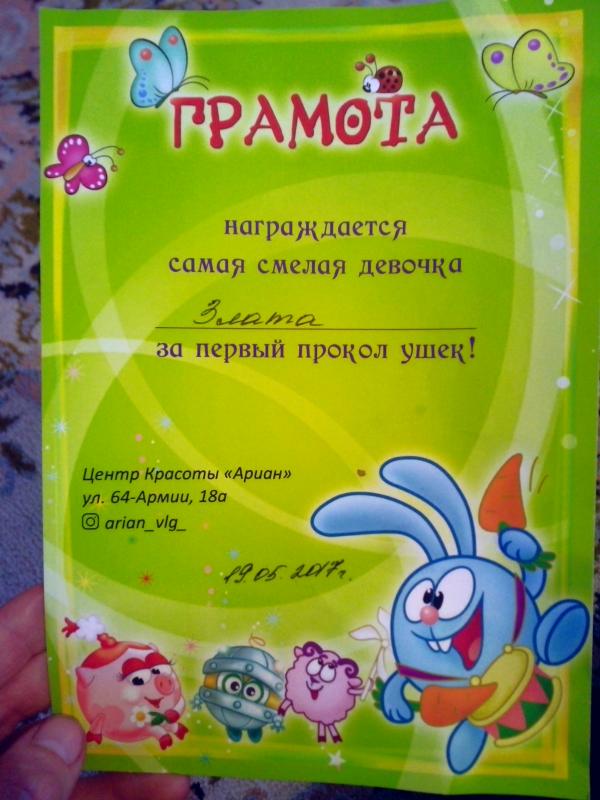 ГРАМОТА
награждается
самая смелая девочка
Злата
за первый прокол ушек!
Центр Красоты «Ариан»
ул. 64-Армии, 18а
arian_vlg_
19.05.2017г.